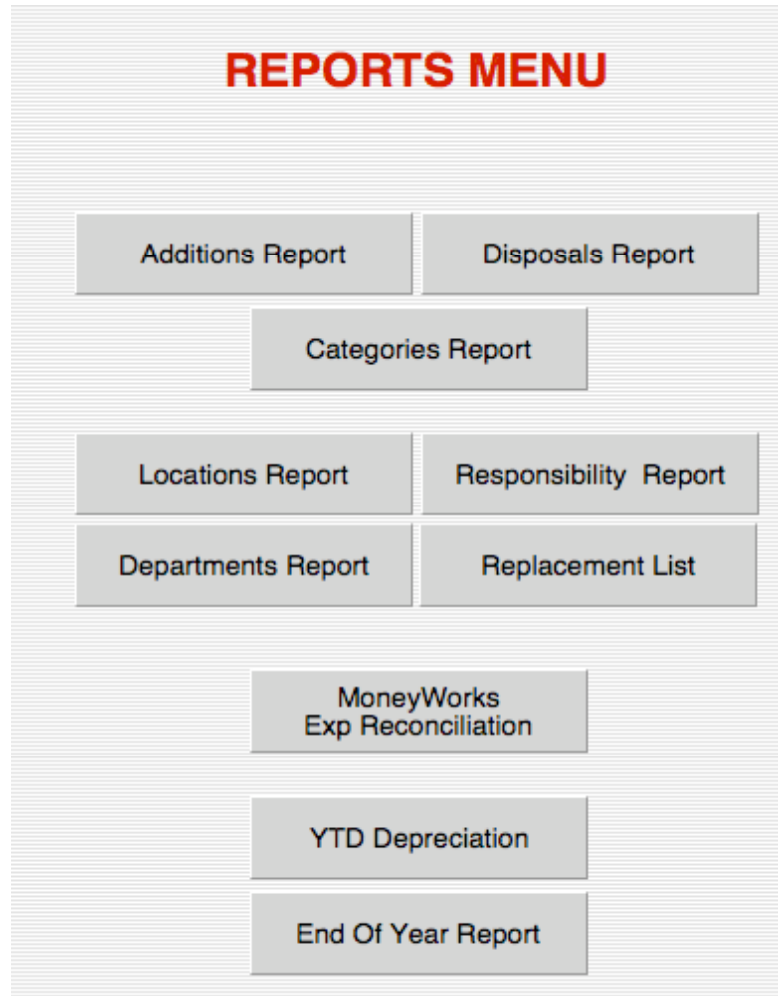 REPORTS MENU
Additions Report
Disposals Report
Categories Report
Locations Report
Responsibility  Report
Departments Report
Replacement List
MoneyWorks
Exp Reconciliation
YTD Depreciation
End Of Year Report